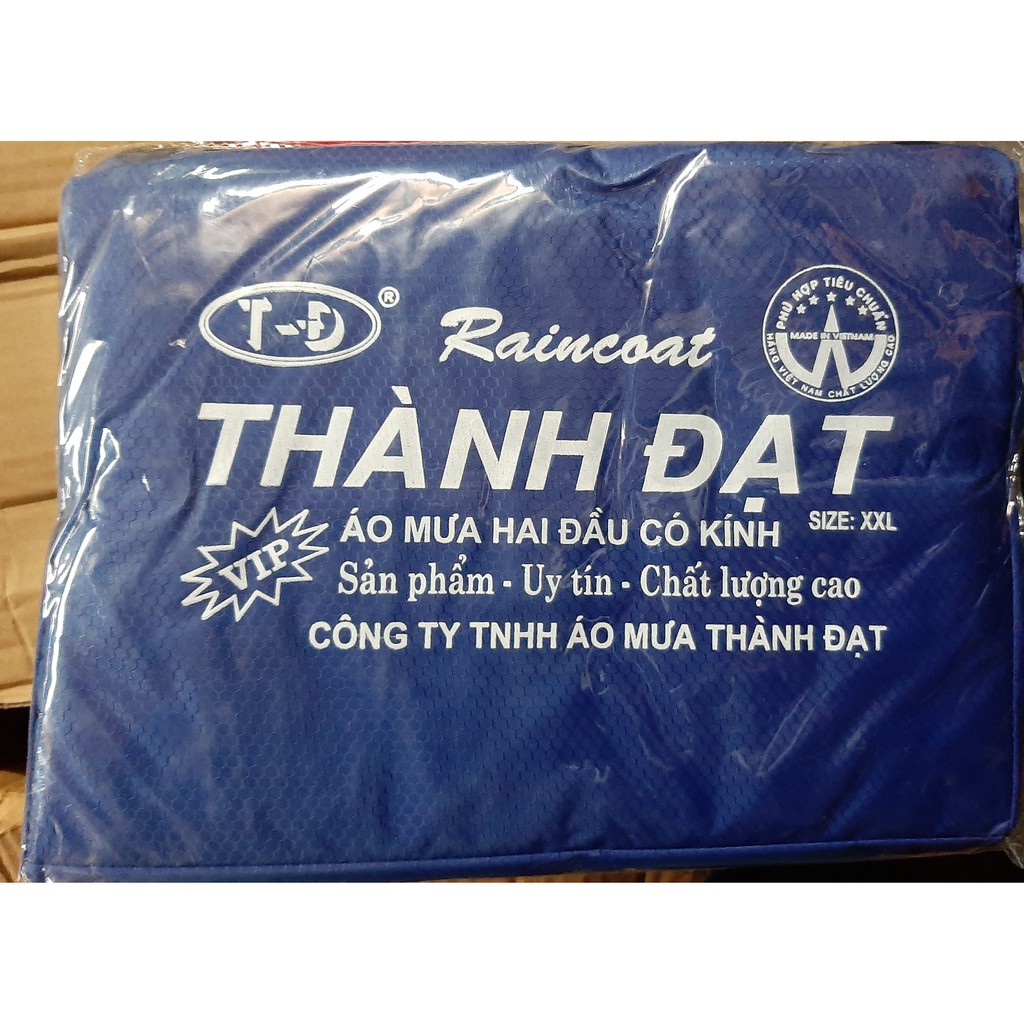 T-Đ ®
Raincoat
PHÙ HỢP TIÊU CHUẨN
MADE IN VIETNAM
HÀNG VIỆT NAM CHẤT LƯỢNG CAO
THÀNH ĐẠT
VIP
ÁO MƯA HAI ĐẦU CÓ KÍNH
SIZE: XXL
Sản phẩm - Uy tín - Chất lượng cao
CÔNG TY TNHH ÁO MƯA THÀNH ĐẠT